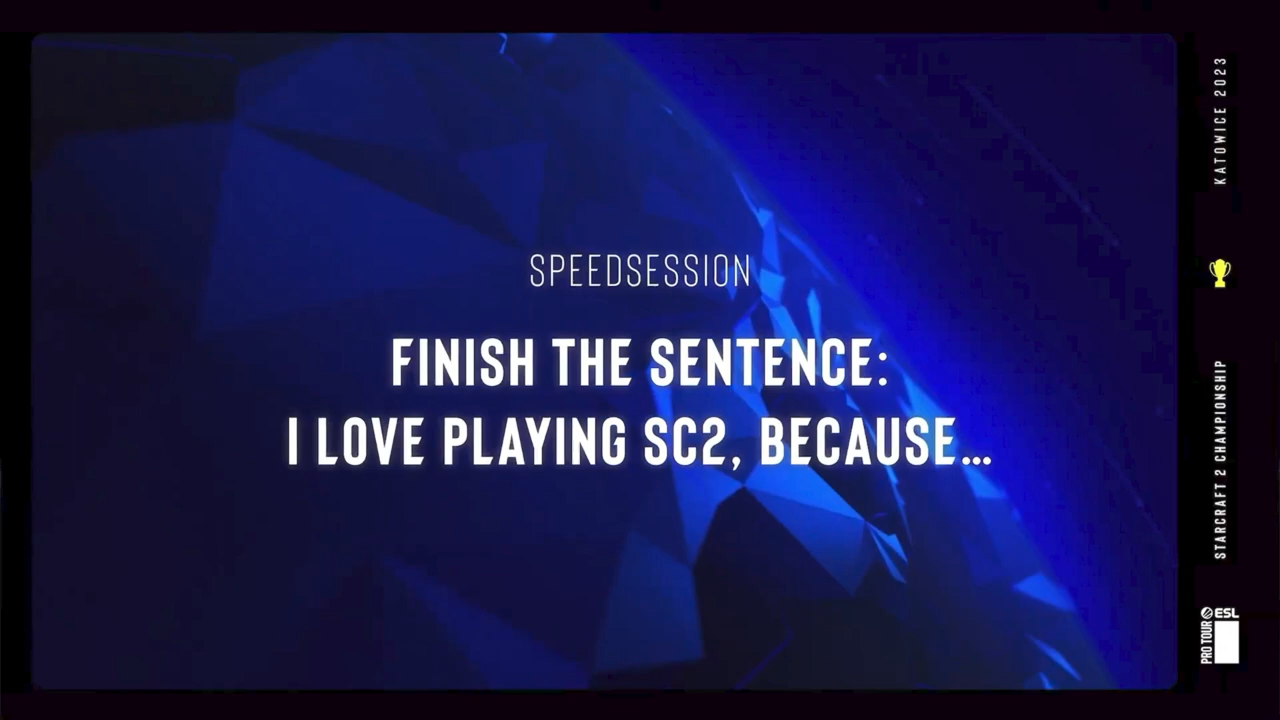 SPEEDSESSION
FINISH THE SENTENCE:
I LOVE PLAYING SC2, BECAUSE...
KATOWICE 2023
STARCRAFT 2 CHAMPIONSHIP
ESL
PRO TOUR